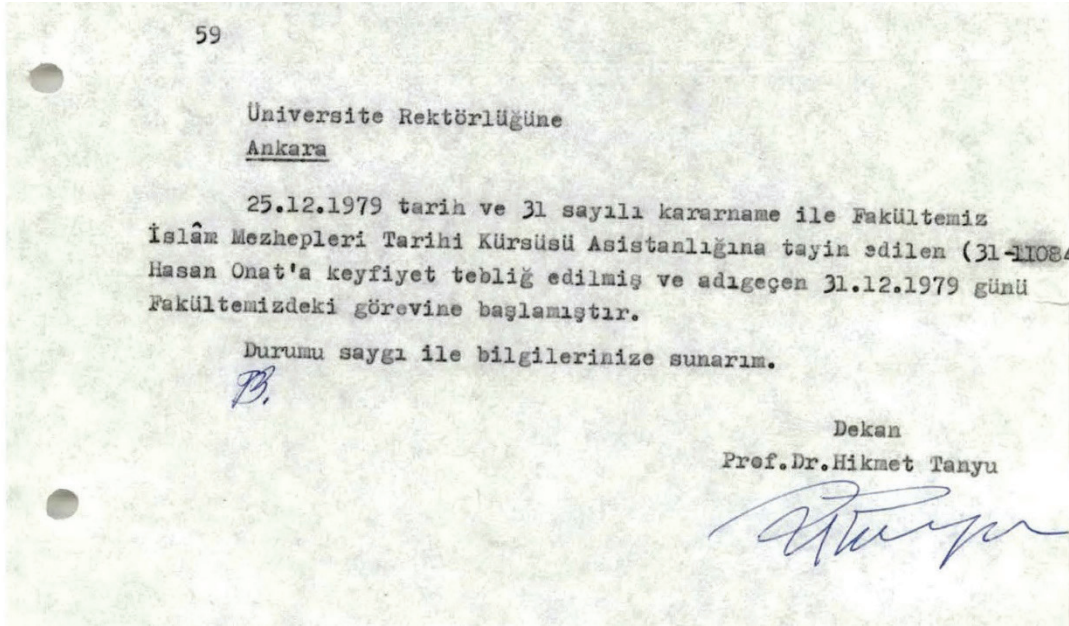 59
Üniversite Rektörlüğüne
Ankara
25.12.1979 tarih ve 31 sayılı kararname ile Fakültemiz
İslâm Mezhepleri Tarihi Kürsüsü Asistanlığına tayin edilen (31-11084
Hasan Onat'a keyfiyet tebliğ edilmiş ve adıgeçen 31.12.1979 günü
Fakültemizdeki görevine başlamıştır.
Durumu saygı ile bilgilerinize sunarım.
B.
Dekan
Prof.Dr.Hikmet Tanyu